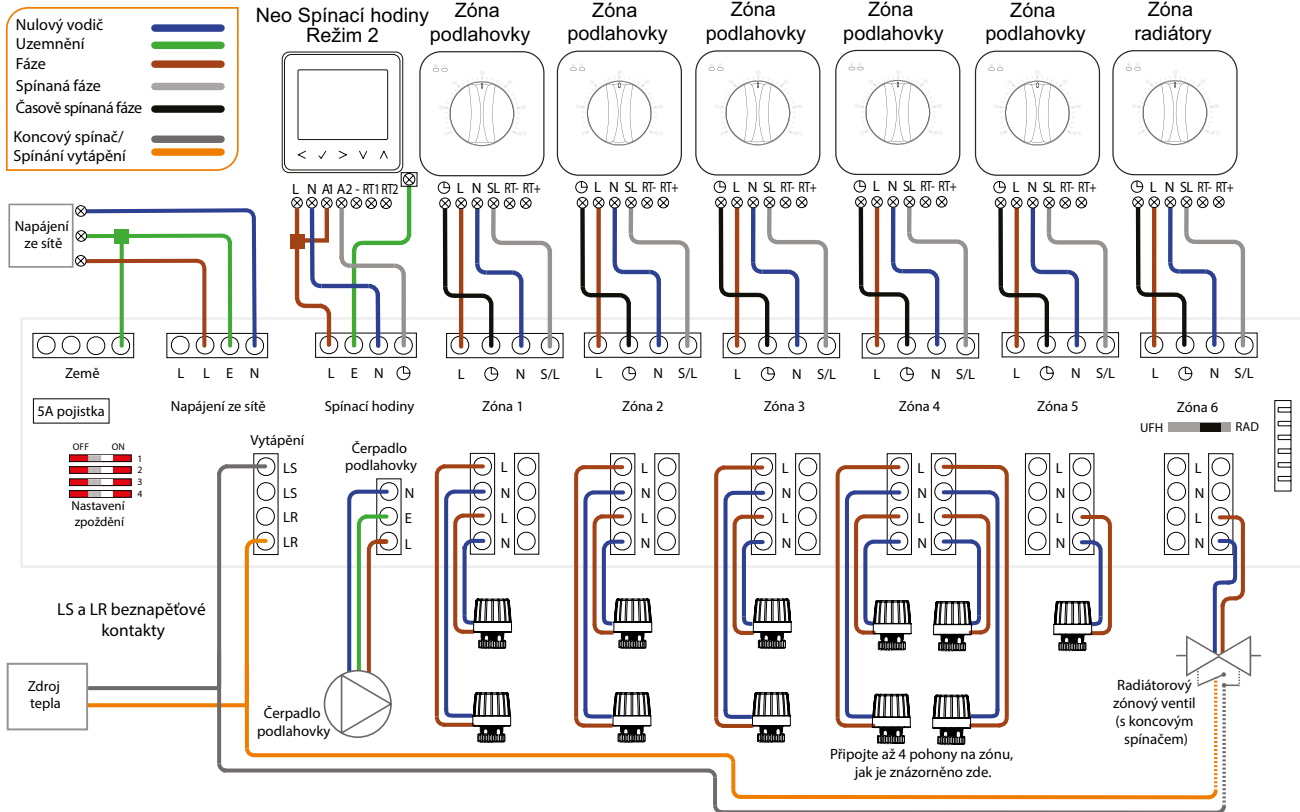 Nulový vodič
Uzemnění
Fáze
Spínaná fáze
Časově spínaná fáze
Koncový spínač/
Spínání vytápění
Neo Spínací hodiny
Režim 2
Zóna
podlahovky
Zóna
podlahovky
Zóna
podlahovky
Zóna
podlahovky
Zóna
podlahovky
Zóna
radiátory
L N A1 A2 - RT1 RT2
L N SL RT- RT+
L N SL RT- RT+
L N SL RT- RT+
L N SL RT- RT+
L N SL RT- RT+
L N SL RT- RT+
Napájení
ze sítě
Země
L L E N
Napájení ze sítě
L E N
Spínací hodiny
L N S/L
Zóna 1
L N S/L
Zóna 2
L N S/L
Zóna 3
L N S/L
Zóna 4
L N S/L
Zóna 5
L N S/L
Zóna 6
UFH RAD
5A pojistka
OFF ON
1
2
3
4
Nastavení
zpoždění
Vytápění
LS
LS
LR
LR
Čerpadlo
podlahovky
N
E
L
L
N
L
N
L
N
L
N
L
N
L
N
L
N
L
N
L
N
L
N
L
N
L
N
LS a LR beznapěťové
kontakty
Zdroj
tepla
Čerpadlo
podlahovky
Připojte až 4 pohony na zónu,
jak je znázorněno zde.
Radiátorový
zónový ventil
(s koncovým
spínačem)